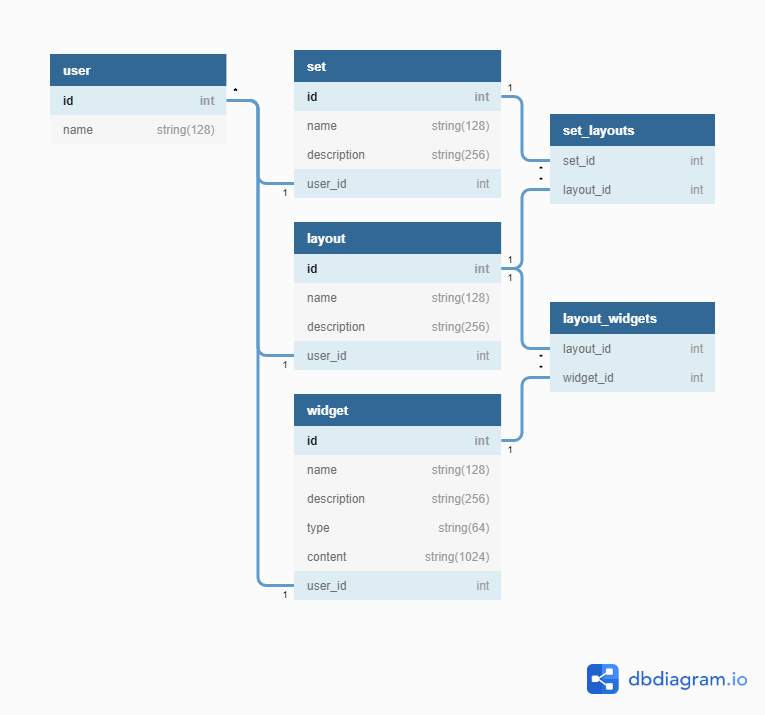 user
id int
name string(128)
*
1
1
1
set
id int
name string(128)
description string(256)
user_id int
layout
id int
name string(128)
description string(256)
user_id int
widget
id int
name string(128)
description string(256)
type string(64)
content string(1024)
user_id int
1
1
1
1
*
*
*
*
set_layouts
set_id int
layout_id int
layout_widgets
layout_id int
widget_id int
dbdiagram.io